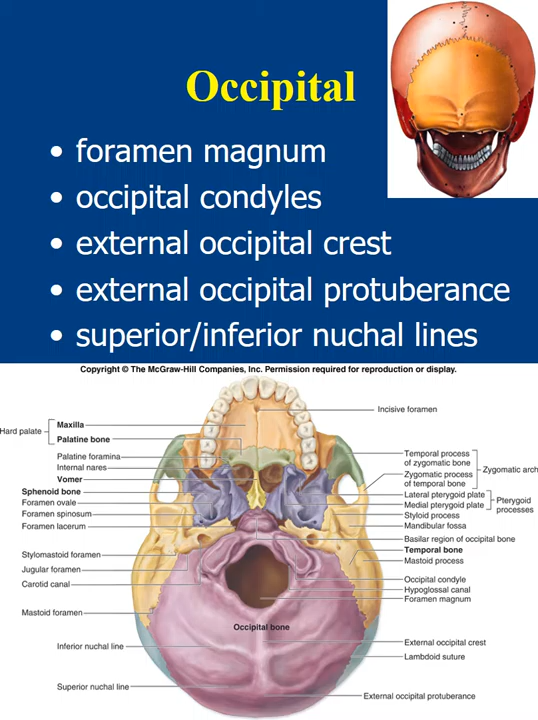 Occipital
• foramen magnum
• occipital condyles
• external occipital crest
• external occipital protuberance
• superior/inferior nuchal lines
Copyright © The McGraw-Hill Companies, Inc. Permission required for reproduction or display.
Hard palate
Maxilla
Palatine bone
Palatine foramina
Internal nares
Vomer
Sphenoid bone
Foramen ovale
Foramen spinosum
Foramen lacerum
Stylomastoid foramen
Jugular foramen
Carotid canal
Mastoid foramen
Inferior nuchal line
Superior nuchal line
Occipital bone
Incisive foramen
Temporal process
of zygomatic bone
Zygomatic process
of temporal bone
Zygomatic arch
Lateral pterygoid plate
Medial pterygoid plate
Pterygoid
processes
Styloid process
Mandibular fossa
Basilar region of occipital bone
Temporal bone
Mastoid process
Occipital condyle
Hypoglossal canal
Foramen magnum
External occipital crest
Lambdoid suture
External occipital protuberance